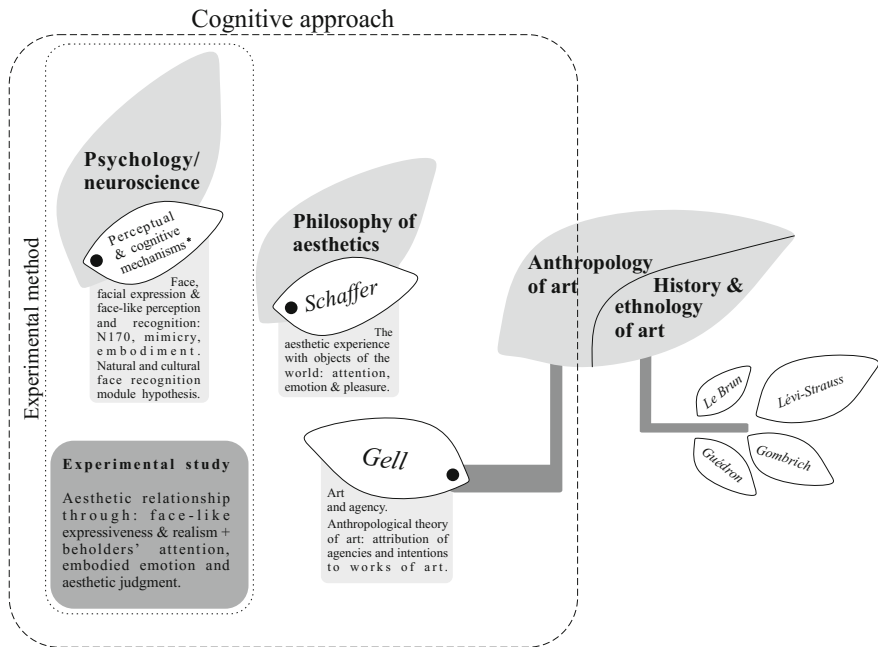 Cognitive approach
Experimental method
Psychology/
neuroscience
Perceptual
& cognitive
mechanisms*
Face,
facial expression &
face-like perception
and recognition:
N170, mimicry,
embodiment.
Natural and cultural
face recognition
module hypothesis.
Experimental study
Aesthetic relationship
through: face-like
expressiveness & realism +
beholders' attention,
embodied emotion and
aesthetic judgment.
Philosophy of
aesthetics
Schaffer
The
aesthetic experience
with objects of the
world: attention,
emotion & pleasure.
Gell
Art
and agency.
Anthropological theory
of art: attribution of
agencies and intentions
to works of art.
Anthropology
of art
History &
ethnology
of art
Le Brun
Lévi-Strauss
Guédron
Gombrich